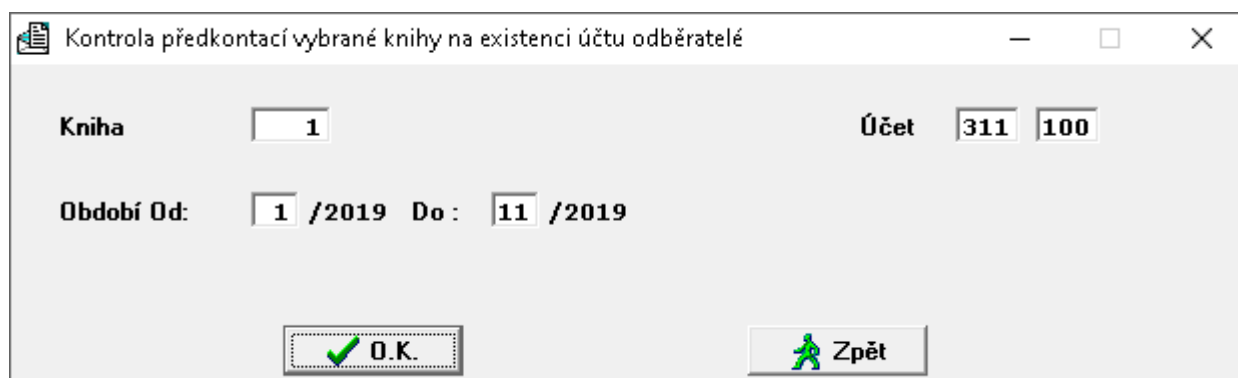 Kontrola předkontací vybrané knihy na existenci účtu odběratelé
Kniha 1 Účet 311 100
Období Od: 1 /2019 Do : 11 /2019
O.K. Zpět